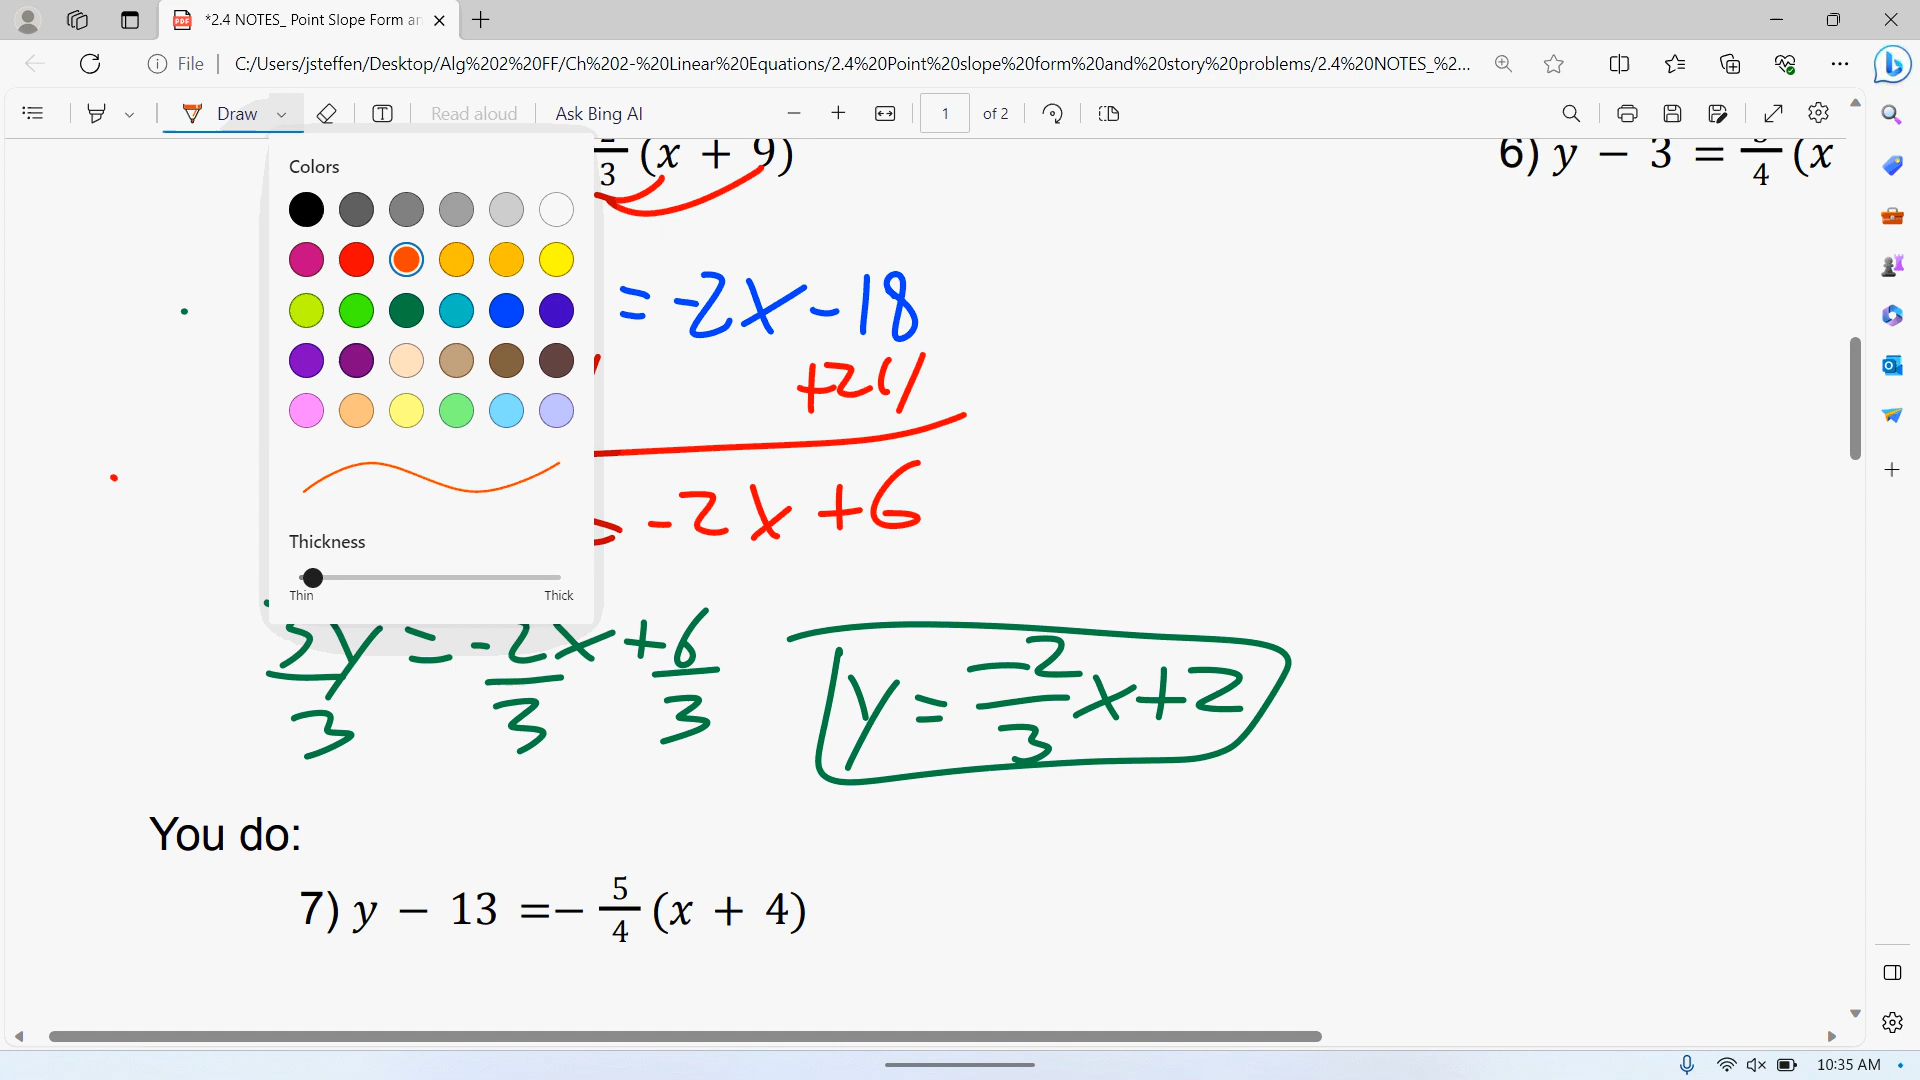 *2.4 NOTES_ Point Slope Form an
File
C:/Users/jsteffen/Desktop/Alg%202%20FF/Ch%202-%20Linear%20Equations/2.4%20Point%20slope%20form%20and%20story%20problems/2.4%20NOTES_%2...
Draw
Read aloud
Ask Bing AI
1 of 2
Colors
3 (x + 9)
6) y − 3 = 4 (x
= -2x - 18
+24
-2x + 6
Thickness
Thin Thick
3y = -2x + 6
3 3 3
y = -2/3 x + 2
You do:
7) y − 13 =− 5/4 (x + 4)
10:35 AM